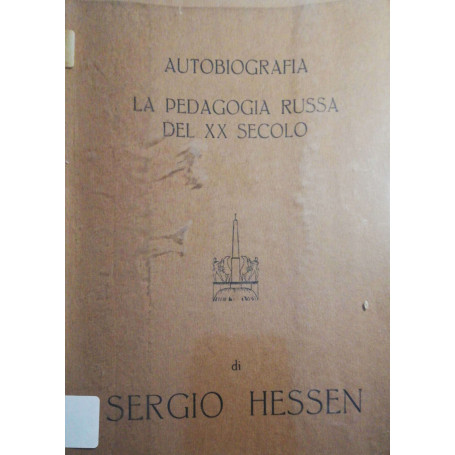 AUTOBIOGRAFIA
LA PEDAGOGIA RUSSA
DEL XX SECOLO
di
SERGIO HESSEN